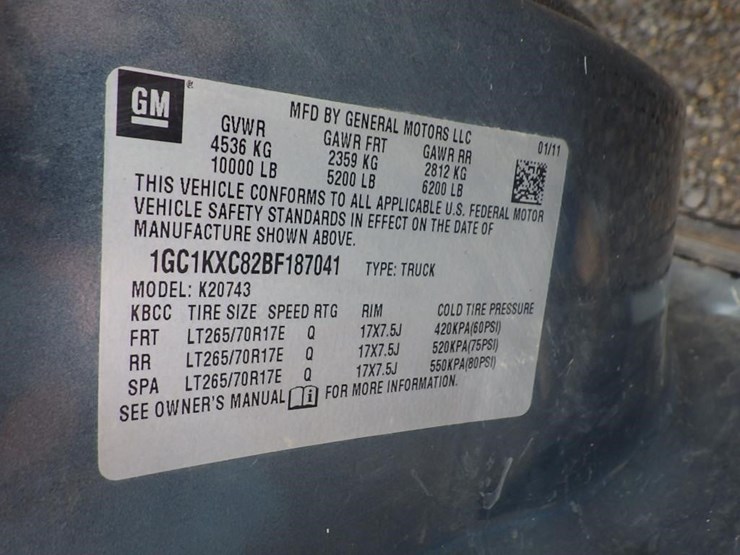 GM
MFD BY GENERAL MOTORS LLC 01/11
GVWR GAWR FRT GAWR RR
4536 KG 2359 KG 2812 KG
10000 LB 5200 LB 6200 LB
THIS VEHICLE CONFORMS TO ALL APPLICABLE U.S. FEDERAL MOTOR
VEHICLE SAFETY STANDARDS IN EFFECT ON THE DATE OF
MANUFACTURE SHOWN ABOVE.
1GC1KXC82BF187041 TYPE: TRUCK
MODEL: K20743
KBCC TIRE SIZE SPEED RTG RIM COLD TIRE PRESSURE
FRT LT265/70R17E Q 17X7.5J 420KPA(60PSI)
RR LT265/70R17E Q 17X7.5J 520KPA(75PSI)
SPA LT265/70R17E Q 17X7.5J 550KPA(80PSI)
SEE OWNER'S MANUAL i FOR MORE INFORMATION.